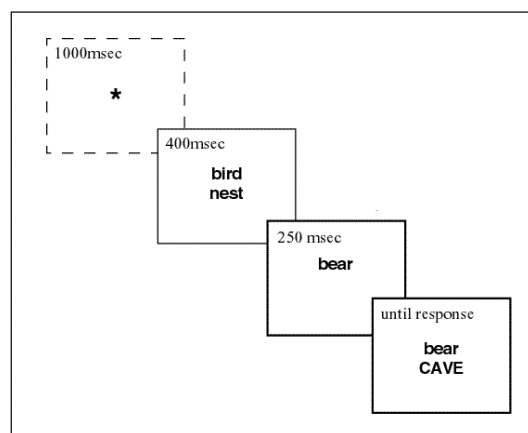 1000msec
*
400msec
bird
nest
250 msec
bear
until response
bear
CAVE